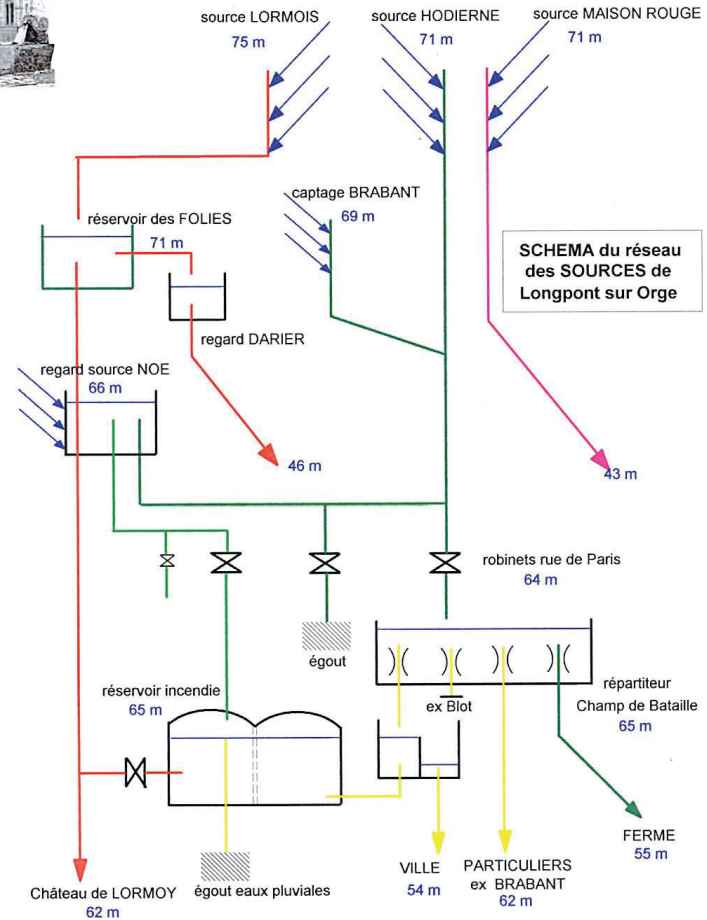 source LORMOIS
75 m
source HODIERNE
71 m
source MAISON ROUGE
71 m
captage BRABANT
69 m
réservoir des FOLIES
71 m
SCHEMA du réseau
des SOURCES de
Longpont sur Orge
regard DARIER
regard source NOE
66 m
46 m
43 m
robinets rue de Paris
64 m
égout
réservoir incendie
65 m
ex Blot
répartiteur
Champ de Bataille
65 m
FERME
55 m
Château de LORMOY
62 m
égout eaux pluviales
VILLE
54 m
PARTICULIERS
ex BRABANT
62 m